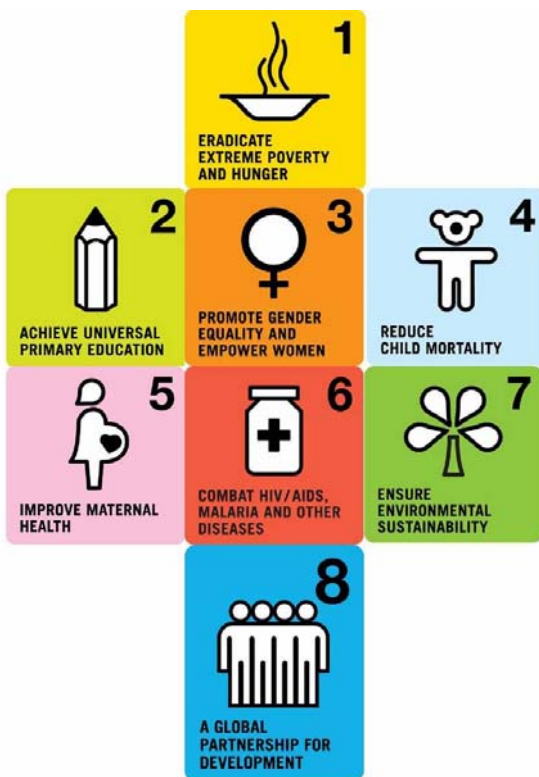 1
ERADICATE
EXTREME POVERTY
AND HUNGER
2
ACHIEVE UNIVERSAL
PRIMARY EDUCATION
3
PROMOTE GENDER
EQUALITY AND
EMPOWER WOMEN
4
REDUCE
CHILD MORTALITY
5
IMPROVE MATERNAL
HEALTH
6
COMBAT HIV/AIDS,
MALARIA AND OTHER
DISEASES
7
ENSURE
ENVIRONMENTAL
SUSTAINABILITY
8
A GLOBAL
PARTNERSHIP FOR
DEVELOPMENT